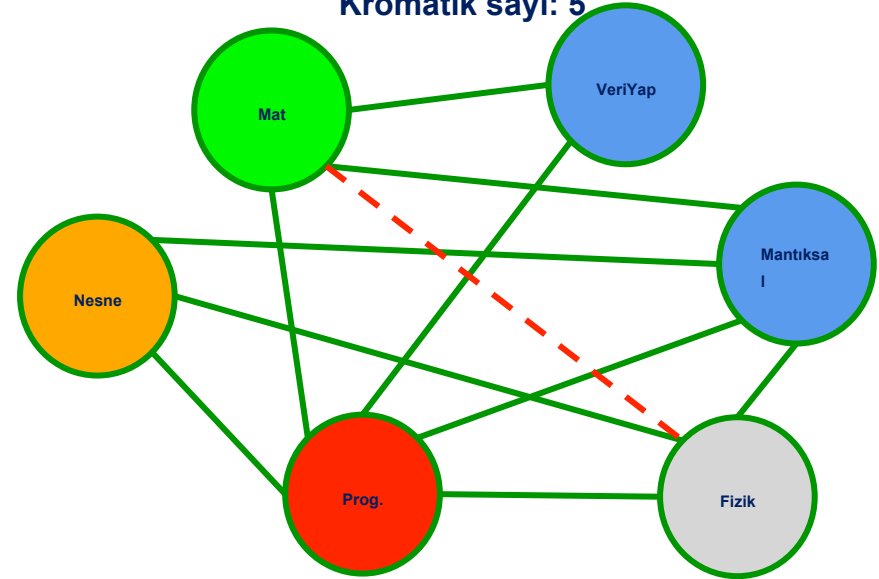 Kromatik sayı: 5
VeriYap
Mat
Mantıksa
l
Nesne
Prog.
Fizik